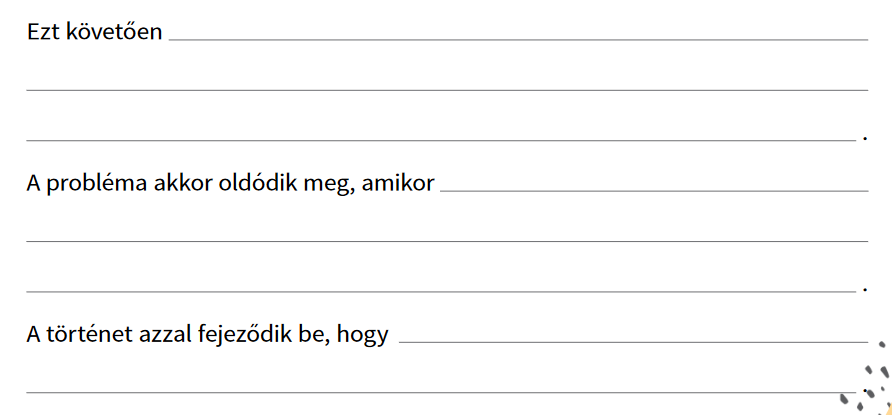 Ezt követően
.
A probléma akkor oldódik meg, amikor
.
A történet azzal fejeződik be, hogy
.